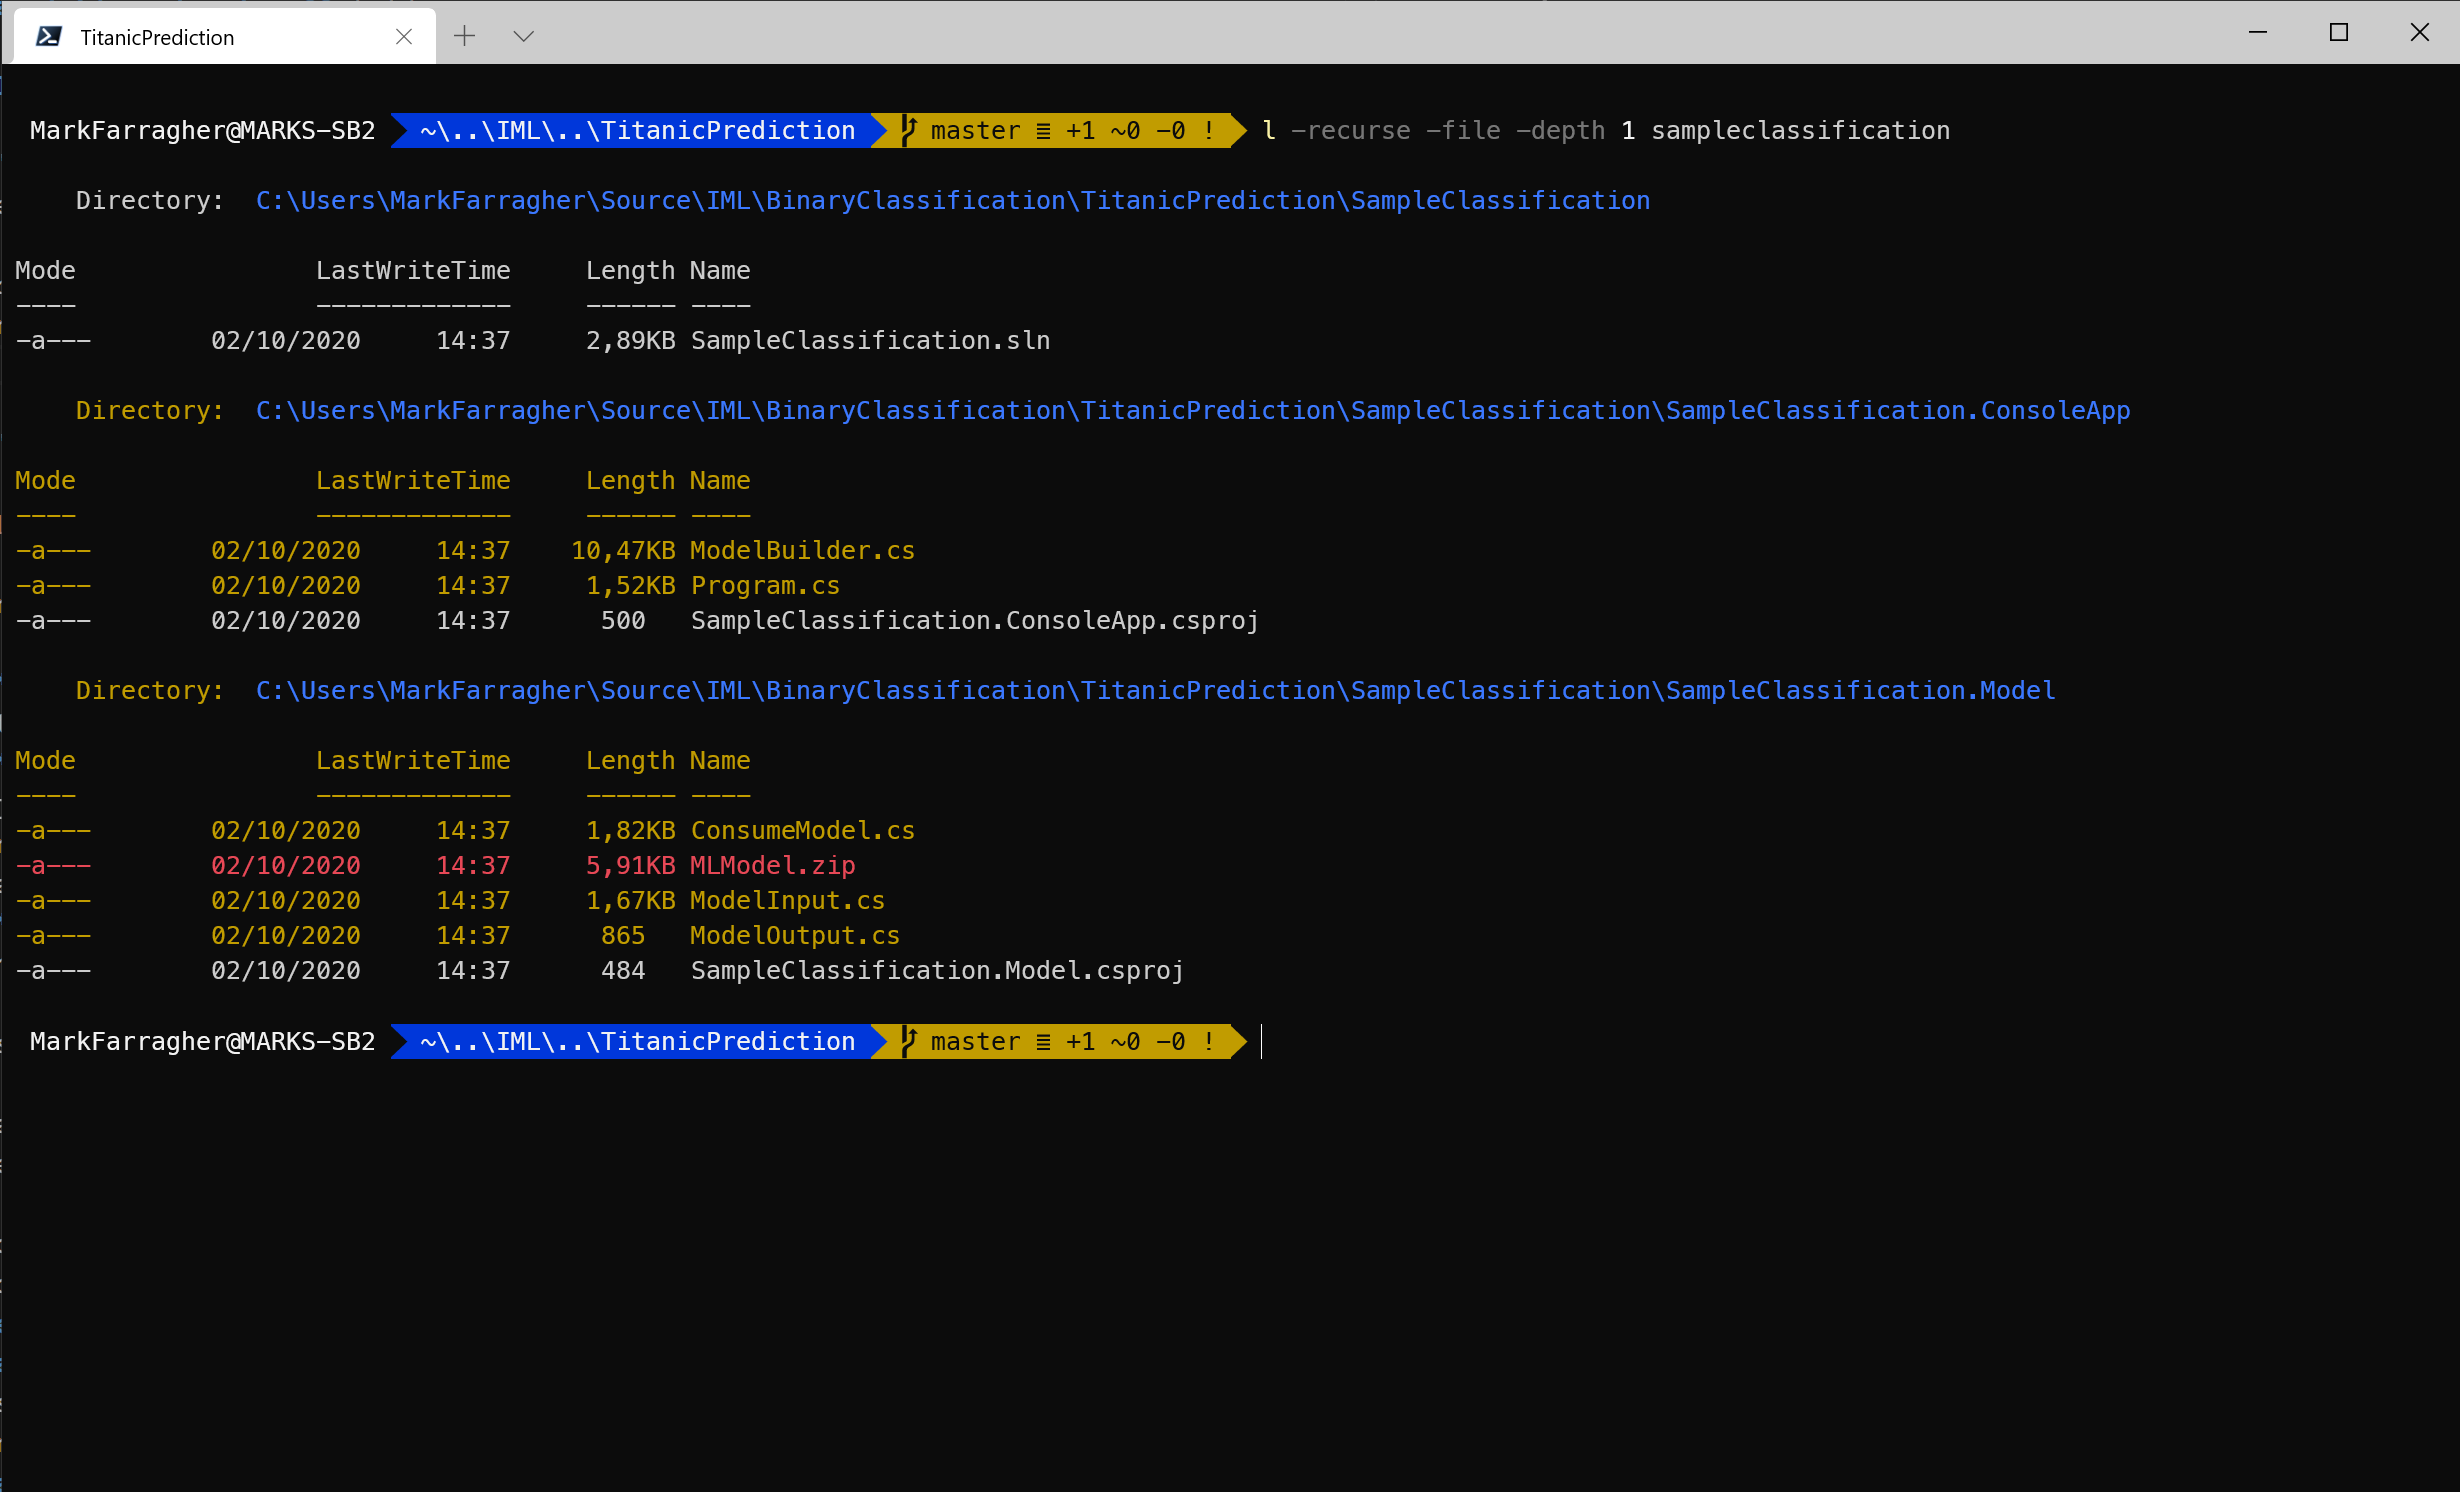 TitanicPrediction
MarkFarragher@MARKS-SB2 ~\..\IML\..\TitanicPrediction master ≡ +1 ~0 -0 ! l -recurse -file -depth 1 sampleclassification
Directory: C:\Users\MarkFarragher\Source\IML\BinaryClassification\TitanicPrediction\SampleClassification
Mode LastWriteTime Length Name
---- ------------- ------ ----
-a--- 02/10/2020 14:37 2,89KB SampleClassification.sln
Directory: C:\Users\MarkFarragher\Source\IML\BinaryClassification\TitanicPrediction\SampleClassification\SampleClassification.ConsoleApp
Mode LastWriteTime Length Name
---- ------------- ------ ----
-a--- 02/10/2020 14:37 10,47KB ModelBuilder.cs
-a--- 02/10/2020 14:37 1,52KB Program.cs
-a--- 02/10/2020 14:37 500 SampleClassification.ConsoleApp.csproj
Directory: C:\Users\MarkFarragher\Source\IML\BinaryClassification\TitanicPrediction\SampleClassification\SampleClassification.Model
Mode LastWriteTime Length Name
---- ------------- ------ ----
-a--- 02/10/2020 14:37 1,82KB ConsumeModel.cs
-a--- 02/10/2020 14:37 5,91KB MLModel.zip
-a--- 02/10/2020 14:37 1,67KB ModelInput.cs
-a--- 02/10/2020 14:37 865 ModelOutput.cs
-a--- 02/10/2020 14:37 484 SampleClassification.Model.csproj
MarkFarragher@MARKS-SB2 ~\..\IML\..\TitanicPrediction master ≡ +1 ~0 -0 !